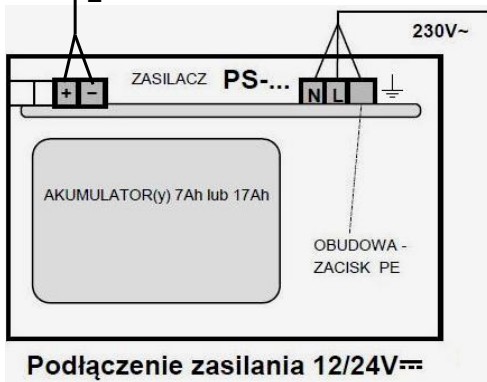 230V~
ZASILACZ PS-...
+ − N L
AKUMULATOR(y) 7Ah lub 17Ah
OBUDOWA -
ZACISK PE
Podłączenie zasilania 12/24V⎓